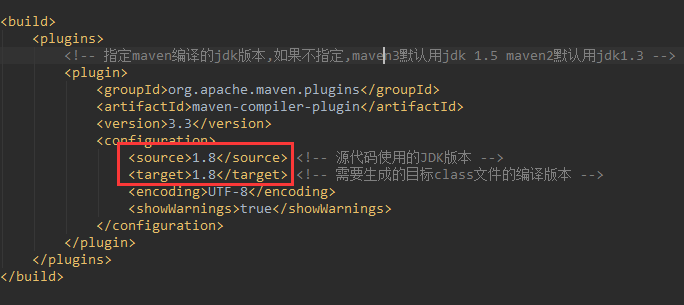 <build>
<plugins>
<!-- 指定maven编译的jdk版本,如果不指定,maven3默认用jdk 1.5 maven2默认用jdk1.3 -->
<plugin>
<groupId>org.apache.maven.plugins</groupId>
<artifactId>maven-compiler-plugin</artifactId>
<version>3.3</version>
<configuration>
<source>1.8</source> <!-- 源代码使用的JDK版本 -->
<target>1.8</target> <!-- 需要生成的目标class文件的编译版本 -->
<encoding>UTF-8</encoding>
<showWarnings>true</showWarnings>
</configuration>
</plugin>
</plugins>
</build>